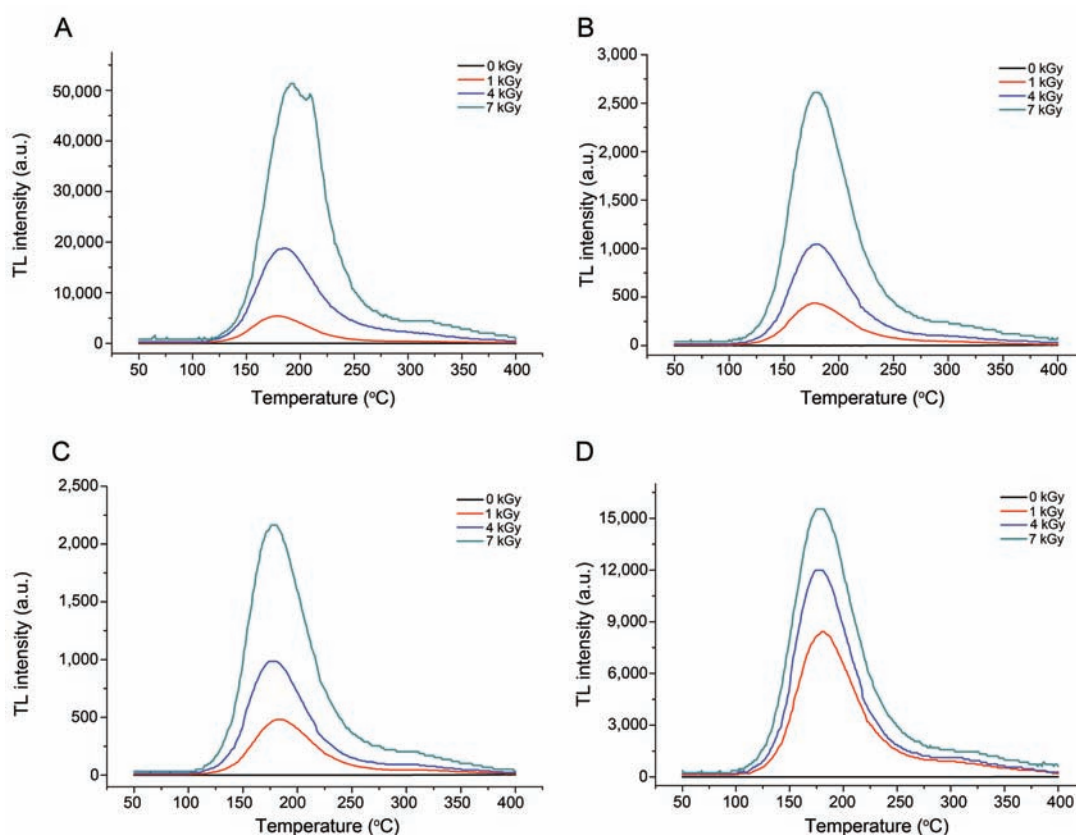 A
0 kGy
1 kGy
4 kGy
7 kGy
TL intensity (a.u.)
50,000
40,000
30,000
20,000
10,000
0
50 100 150 200 250 300 350 400
Temperature (°C)
B
0 kGy
1 kGy
4 kGy
7 kGy
TL intensity (a.u.)
3,000
2,500
2,000
1,500
1,000
500
0
50 100 150 200 250 300 350 400
Temperature (°C)
C
0 kGy
1 kGy
4 kGy
7 kGy
TL intensity (a.u.)
2,500
2,000
1,500
1,000
500
0
50 100 150 200 250 300 350 400
Temperature (°C)
D
0 kGy
1 kGy
4 kGy
7 kGy
TL intensity (a.u.)
15,000
12,000
9,000
6,000
3,000
0
50 100 150 200 250 300 350 400
Temperature (°C)